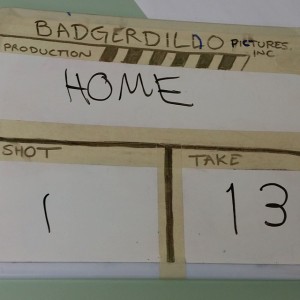 BADGERDILDO PICTURES.
PRODUCTION INC
HOME
SHOT TAKE
1 13